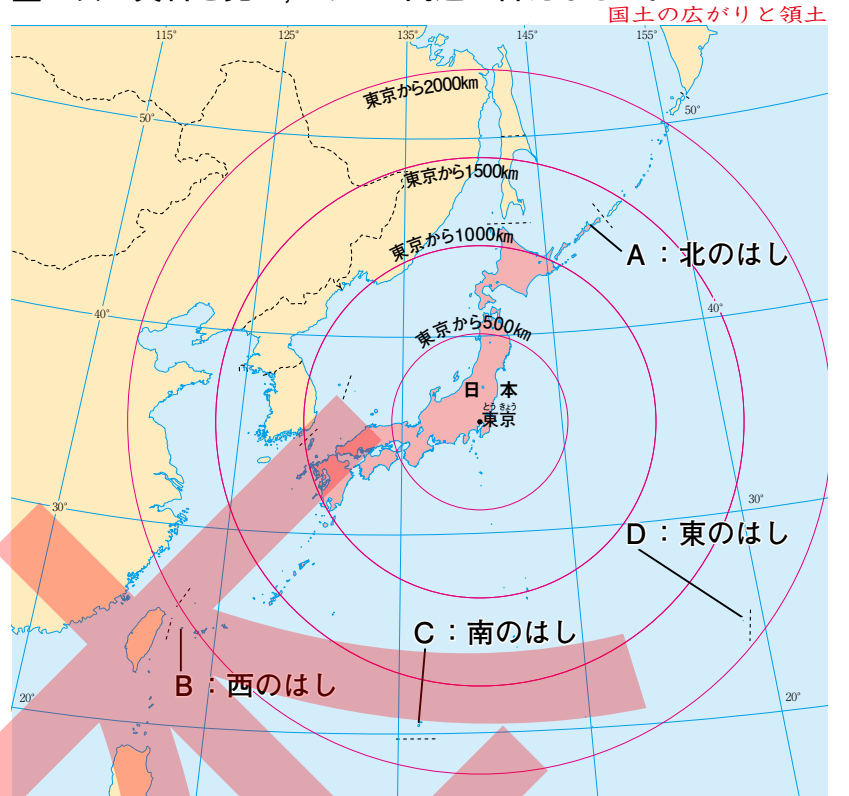 国土の広がりと領土
115°
125°
135°
145°
155°
東京から2000km
50°
50°
東京から1500km
東京から1000km
A：北のはし
40°
40°
東京から500km
日 本
とうきょう
東京
30°
30°
D：東のはし
C：南のはし
B：西のはし
20°
20°